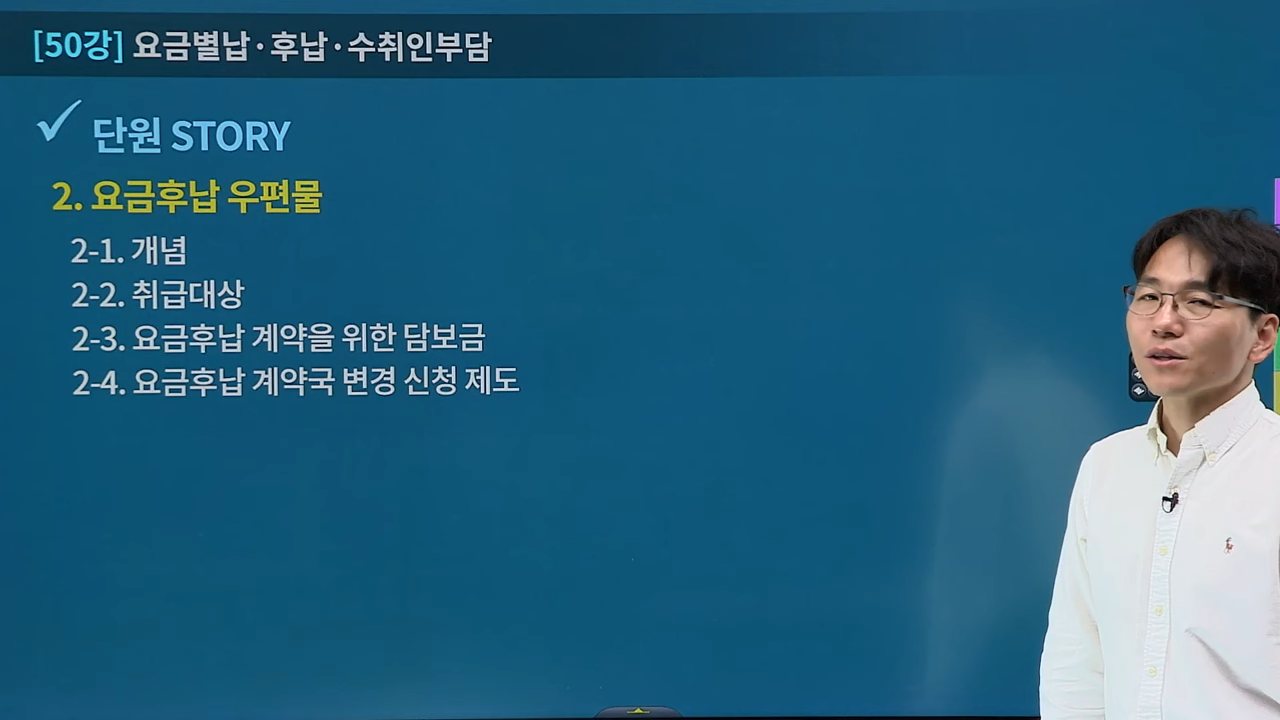 [50강] 요금별납·후납·수취인부담
단원 STORY
2. 요금후납 우편물
2-1. 개념
2-2. 취급대상
2-3. 요금후납 계약을 위한 담보금
2-4. 요금후납 계약국 변경 신청 제도